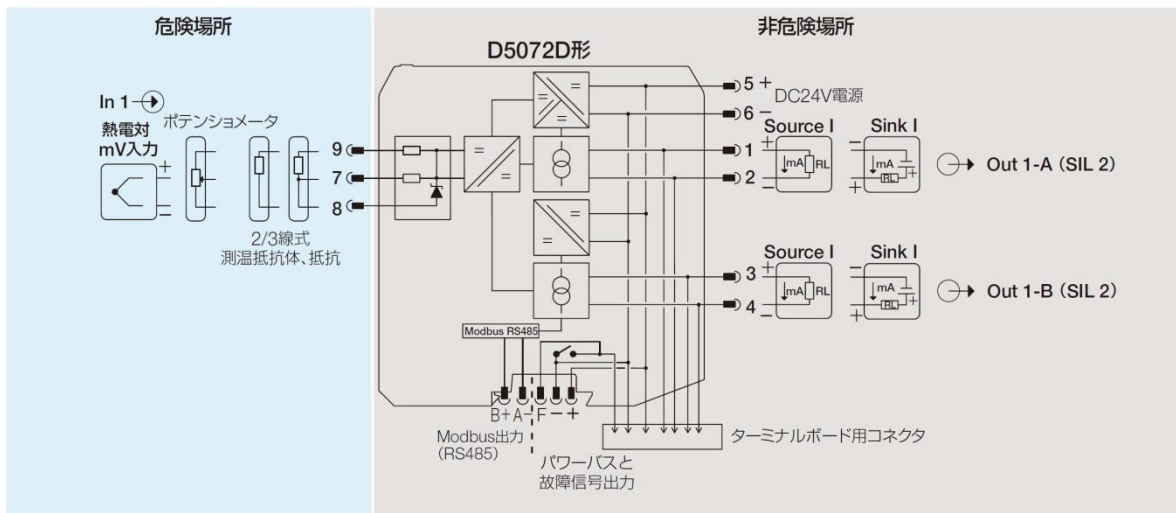 危険場所
非危険場所
D5072D形
In 1
熱電対
mV入力
+
−
ポテンショメータ
2/3線式
測温抵抗体、抵抗
9
7
8
Modbus RS485
B+ A− F − +
Modbus出力
(RS485)
パワーバスと
故障信号出力
ターミナルボード用コネクタ
5 +
6 −
DC24V電源
1
2
Source I
+
mA RL
−
Sink I
−
mA
RL
+
+
Out 1-A (SIL 2)
3
4
Source I
+
mA RL
−
Sink I
−
mA
RL
+
+
Out 1-B (SIL 2)